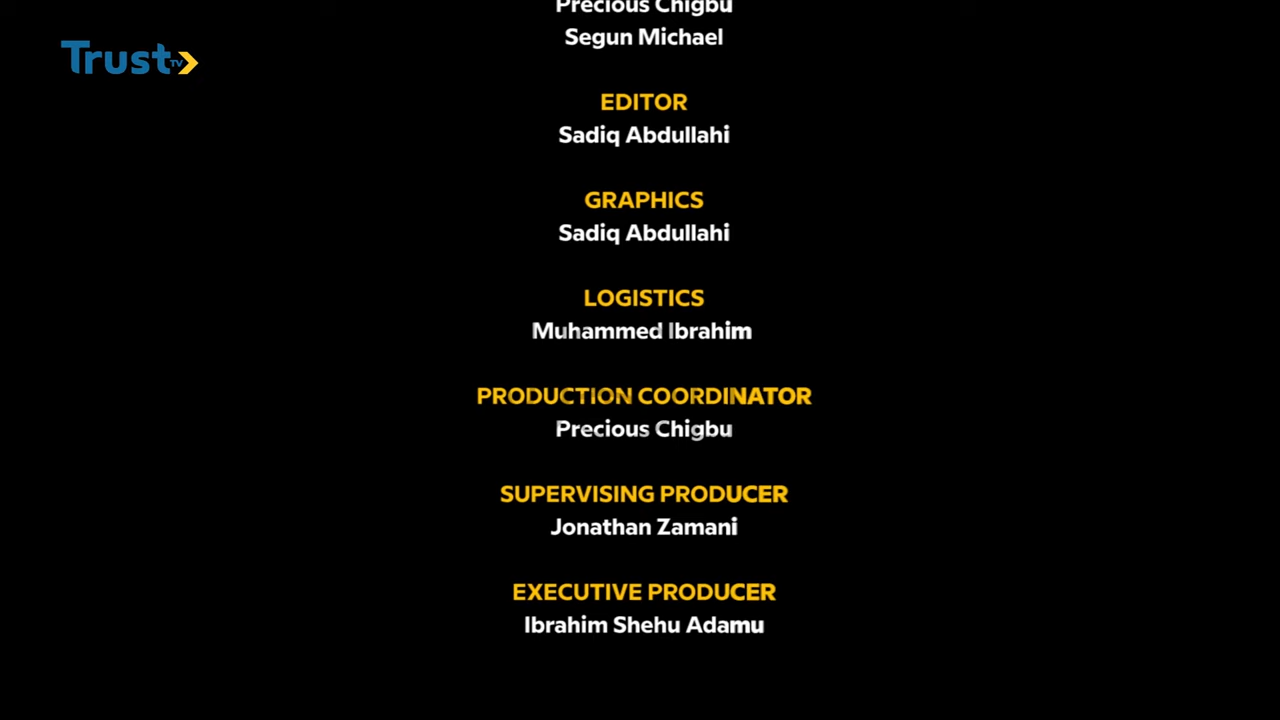 Precious Chigbu
Trust TV
Segun Michael
EDITOR
Sadiq Abdullahi
GRAPHICS
Sadiq Abdullahi
LOGISTICS
Muhammed Ibrahim
PRODUCTION COORDINATOR
Precious Chigbu
SUPERVISING PRODUCER
Jonathan Zamani
EXECUTIVE PRODUCER
Ibrahim Shehu Adamu